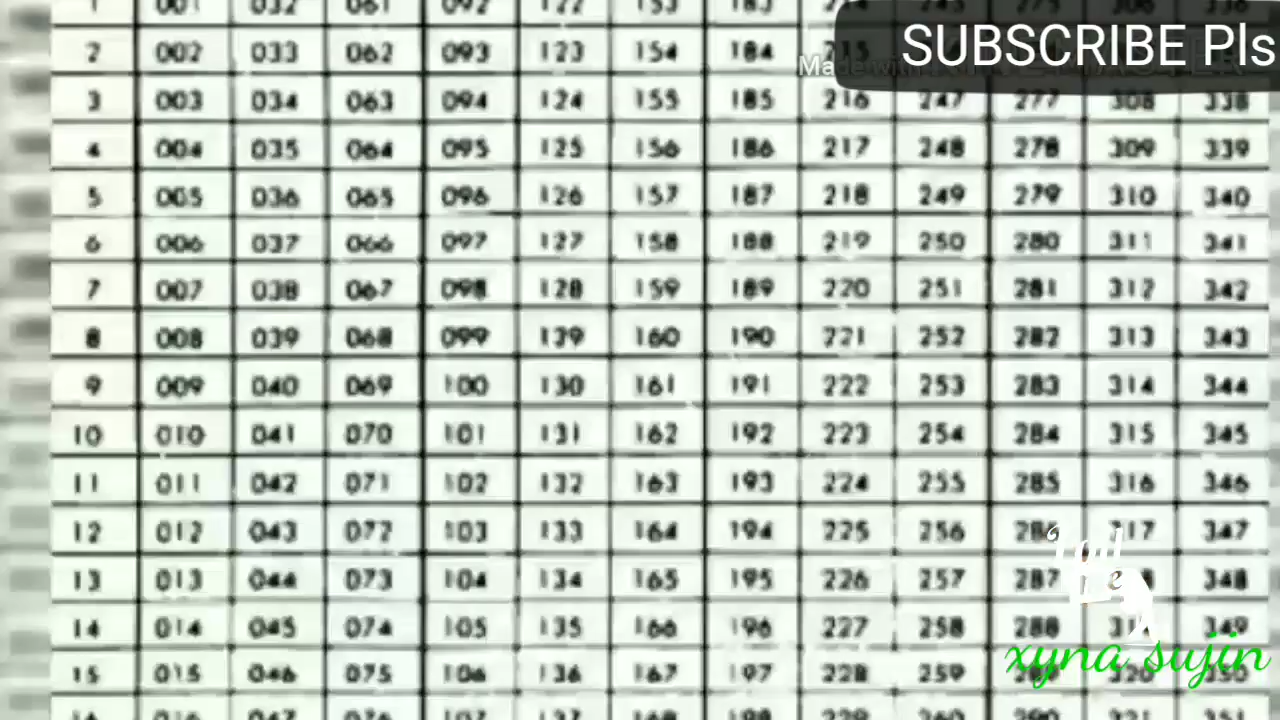 1 001 032 061 092 122 153 183
SUBSCRIBE Pls
2 002 033 062 093 123 154 184 215
Made with
3 003 034 063 094 124 155 185 216 247 277 308 338
4 004 035 064 095 125 156 186 217 248 278 309 339
5 005 036 065 096 126 157 187 218 249 279 310 340
6 006 037 066 097 127 158 188 219 250 280 311 341
7 007 038 067 098 128 159 189 220 251 281 312 342
8 008 039 068 099 139 160 190 221 252 282 313 343
9 009 040 069 100 130 161 191 222 253 283 314 344
10 010 041 070 101 131 162 192 223 254 284 315 345
11 011 042 071 102 132 163 193 224 255 285 316 346
12 012 043 072 103 133 164 194 225 256 286 317 347
13 013 044 073 104 134 165 195 226 257 287 348
14 014 045 074 105 135 166 196 227 258 288 349
15 015 046 075 106 136 167 197 228 259 320 350
xyna sujin